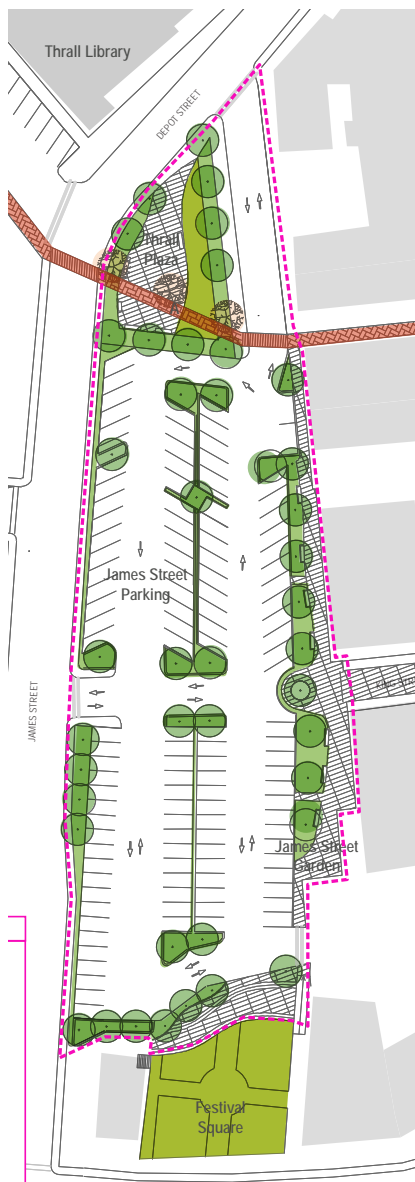 Thrall Library
DEPOT STREET
Thrall
Plaza
James Street
Parking
JAMES STREET
James Street
Garden
Festival
Square